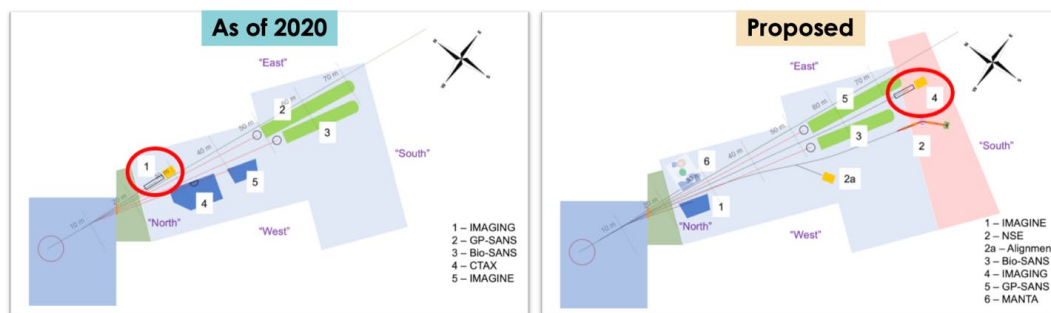 As of 2020
"East"
70 m
60 m
50 m
40 m
10 m
2
3
1
4
5
"South"
"North"
"West"
1 – IMAGING
2 – GP-SANS
3 – Bio-SANS
4 – CTAX
5 – IMAGINE
Proposed
"East"
70 m
60 m
50 m
40 m
10 m
5
4
3
2
6
2a
1
"South"
"North"
"West"
1 – IMAGINE
2 – NSE
2a – Alignmen
3 – Bio-SANS
4 – IMAGING
5 – GP-SANS
6 – MANTA